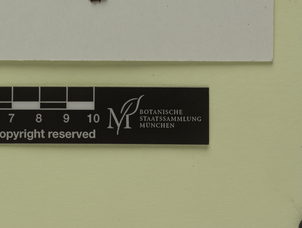 7 8 9 10
opyright reserved
M
BOTANISCHE
STAATSSAMMLUNG
MÜNCHEN